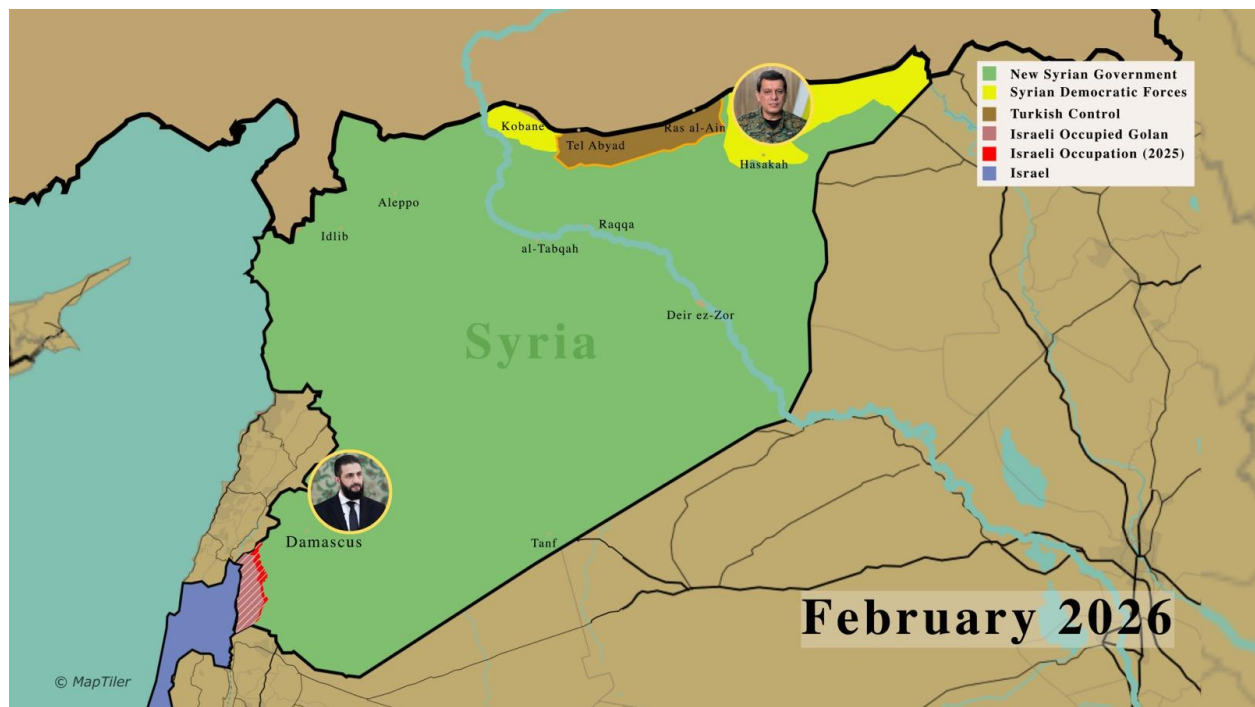 New Syrian Government
Syrian Democratic Forces
Turkish Control
Israeli Occupied Golan
Israeli Occupation (2025)
Israel
Kobane
Ras al-Ain
Tel Abyad
Hasakah
Aleppo
Idlib
Raqqa
al-Tabqah
Deir ez-Zor
Syria
Damascus
Tanf
February 2026
© MapTiler